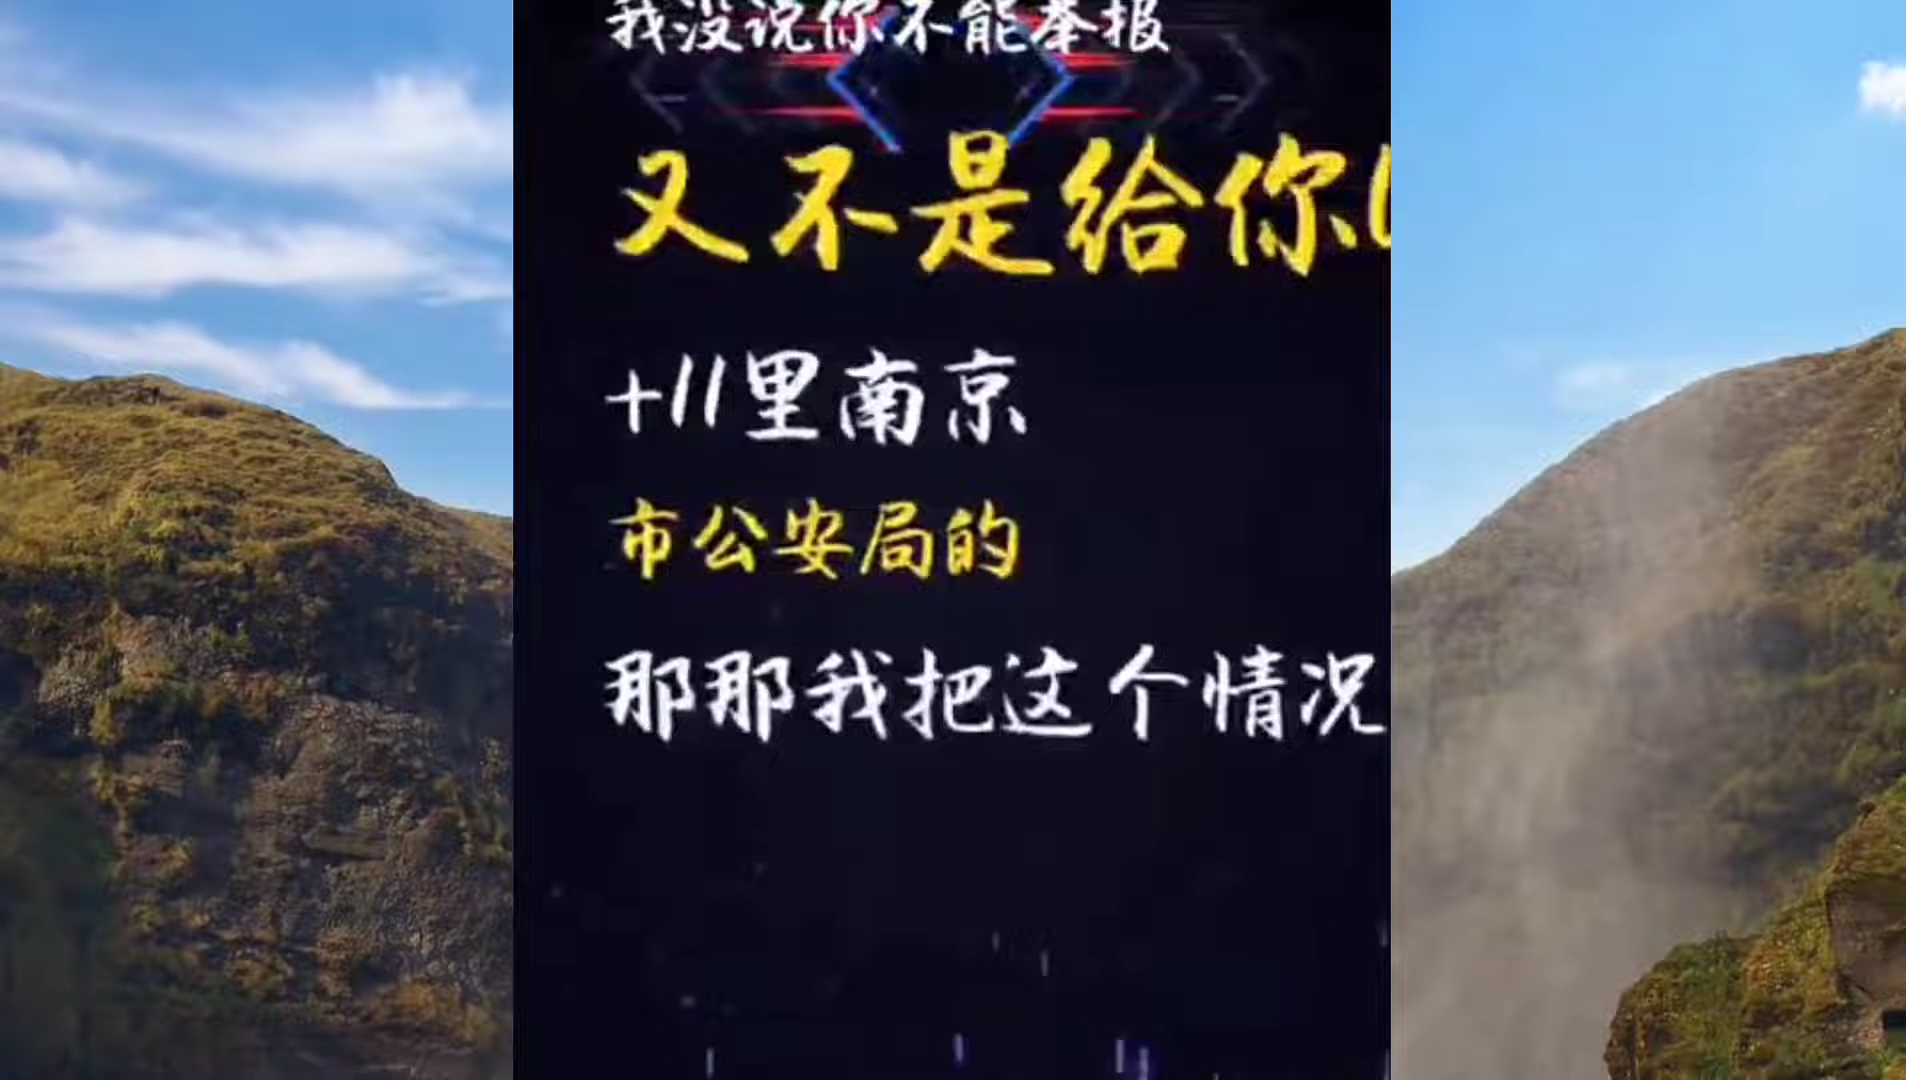 我没说你不能举报
又不是给你
+11里南京
市公安局的
那那我把这个情况